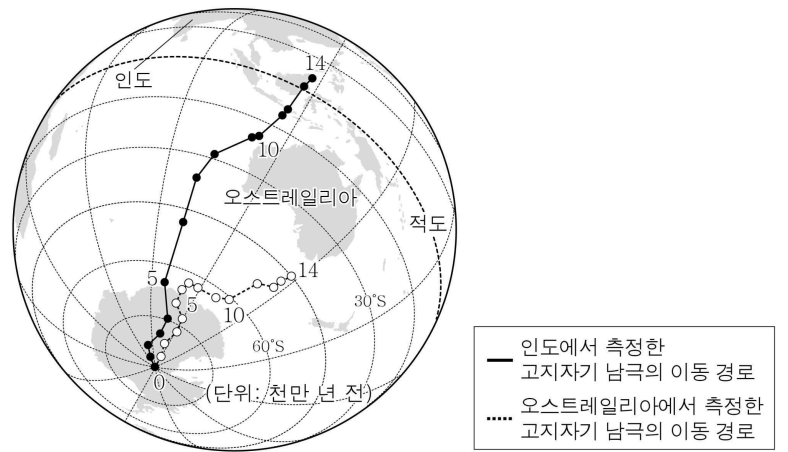 14
인도
10
오스트레일리아
적도
5
14
5
10
30°S
60°S
0
(단위: 천만 년 전)
인도에서 측정한
고지자기 남극의 이동 경로
오스트레일리아에서 측정한
고지자기 남극의 이동 경로